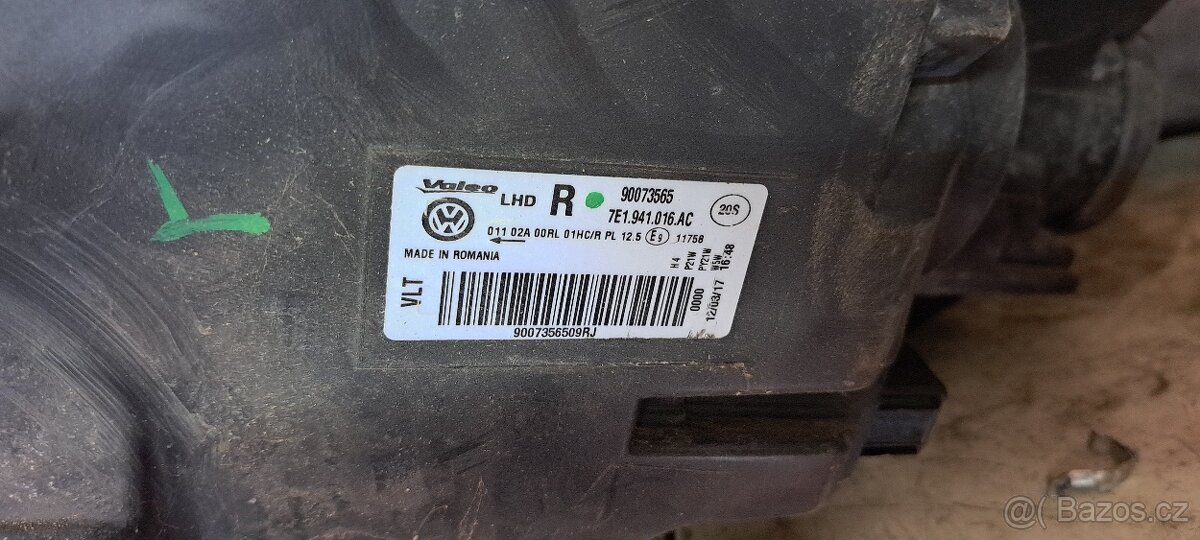 Valeo LHD R 90073565
7E1.941.016.AC 20S
011 02A 00RL 01HC/R PL 12.5 E9 11758
MADE IN ROMANIA
H4
P21W
PY21W
W5W
16:48
VLT
0000
12/03/17
9007356509RJ
Bazos.cz